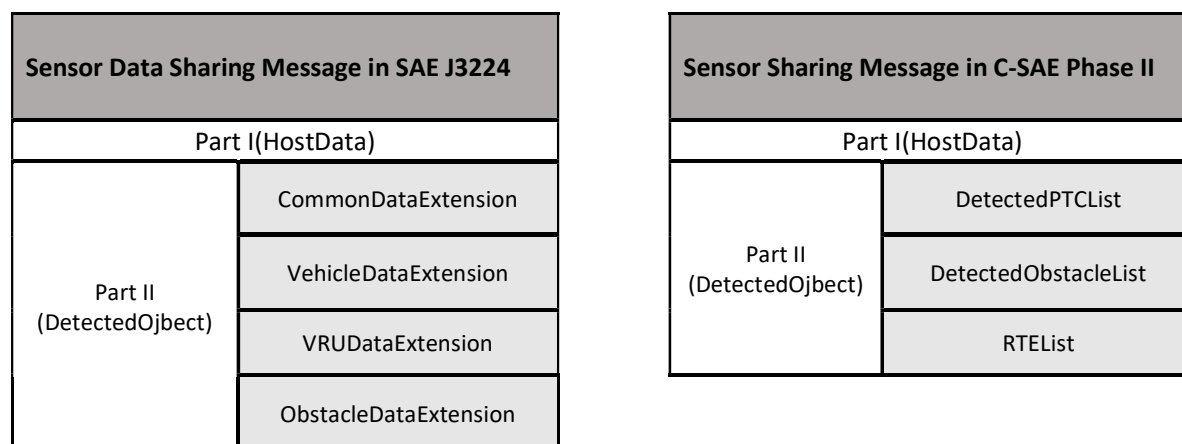 Sensor Data Sharing Message in SAE J3224
Part I(HostData)
Part II
(DetectedOjbect)
CommonDataExtension
VehicleDataExtension
VRUDataExtension
ObstacleDataExtension
Sensor Sharing Message in C-SAE Phase II
Part I(HostData)
Part II
(DetectedOjbect)
DetectedPTCList
DetectedObstacleList
RTEList